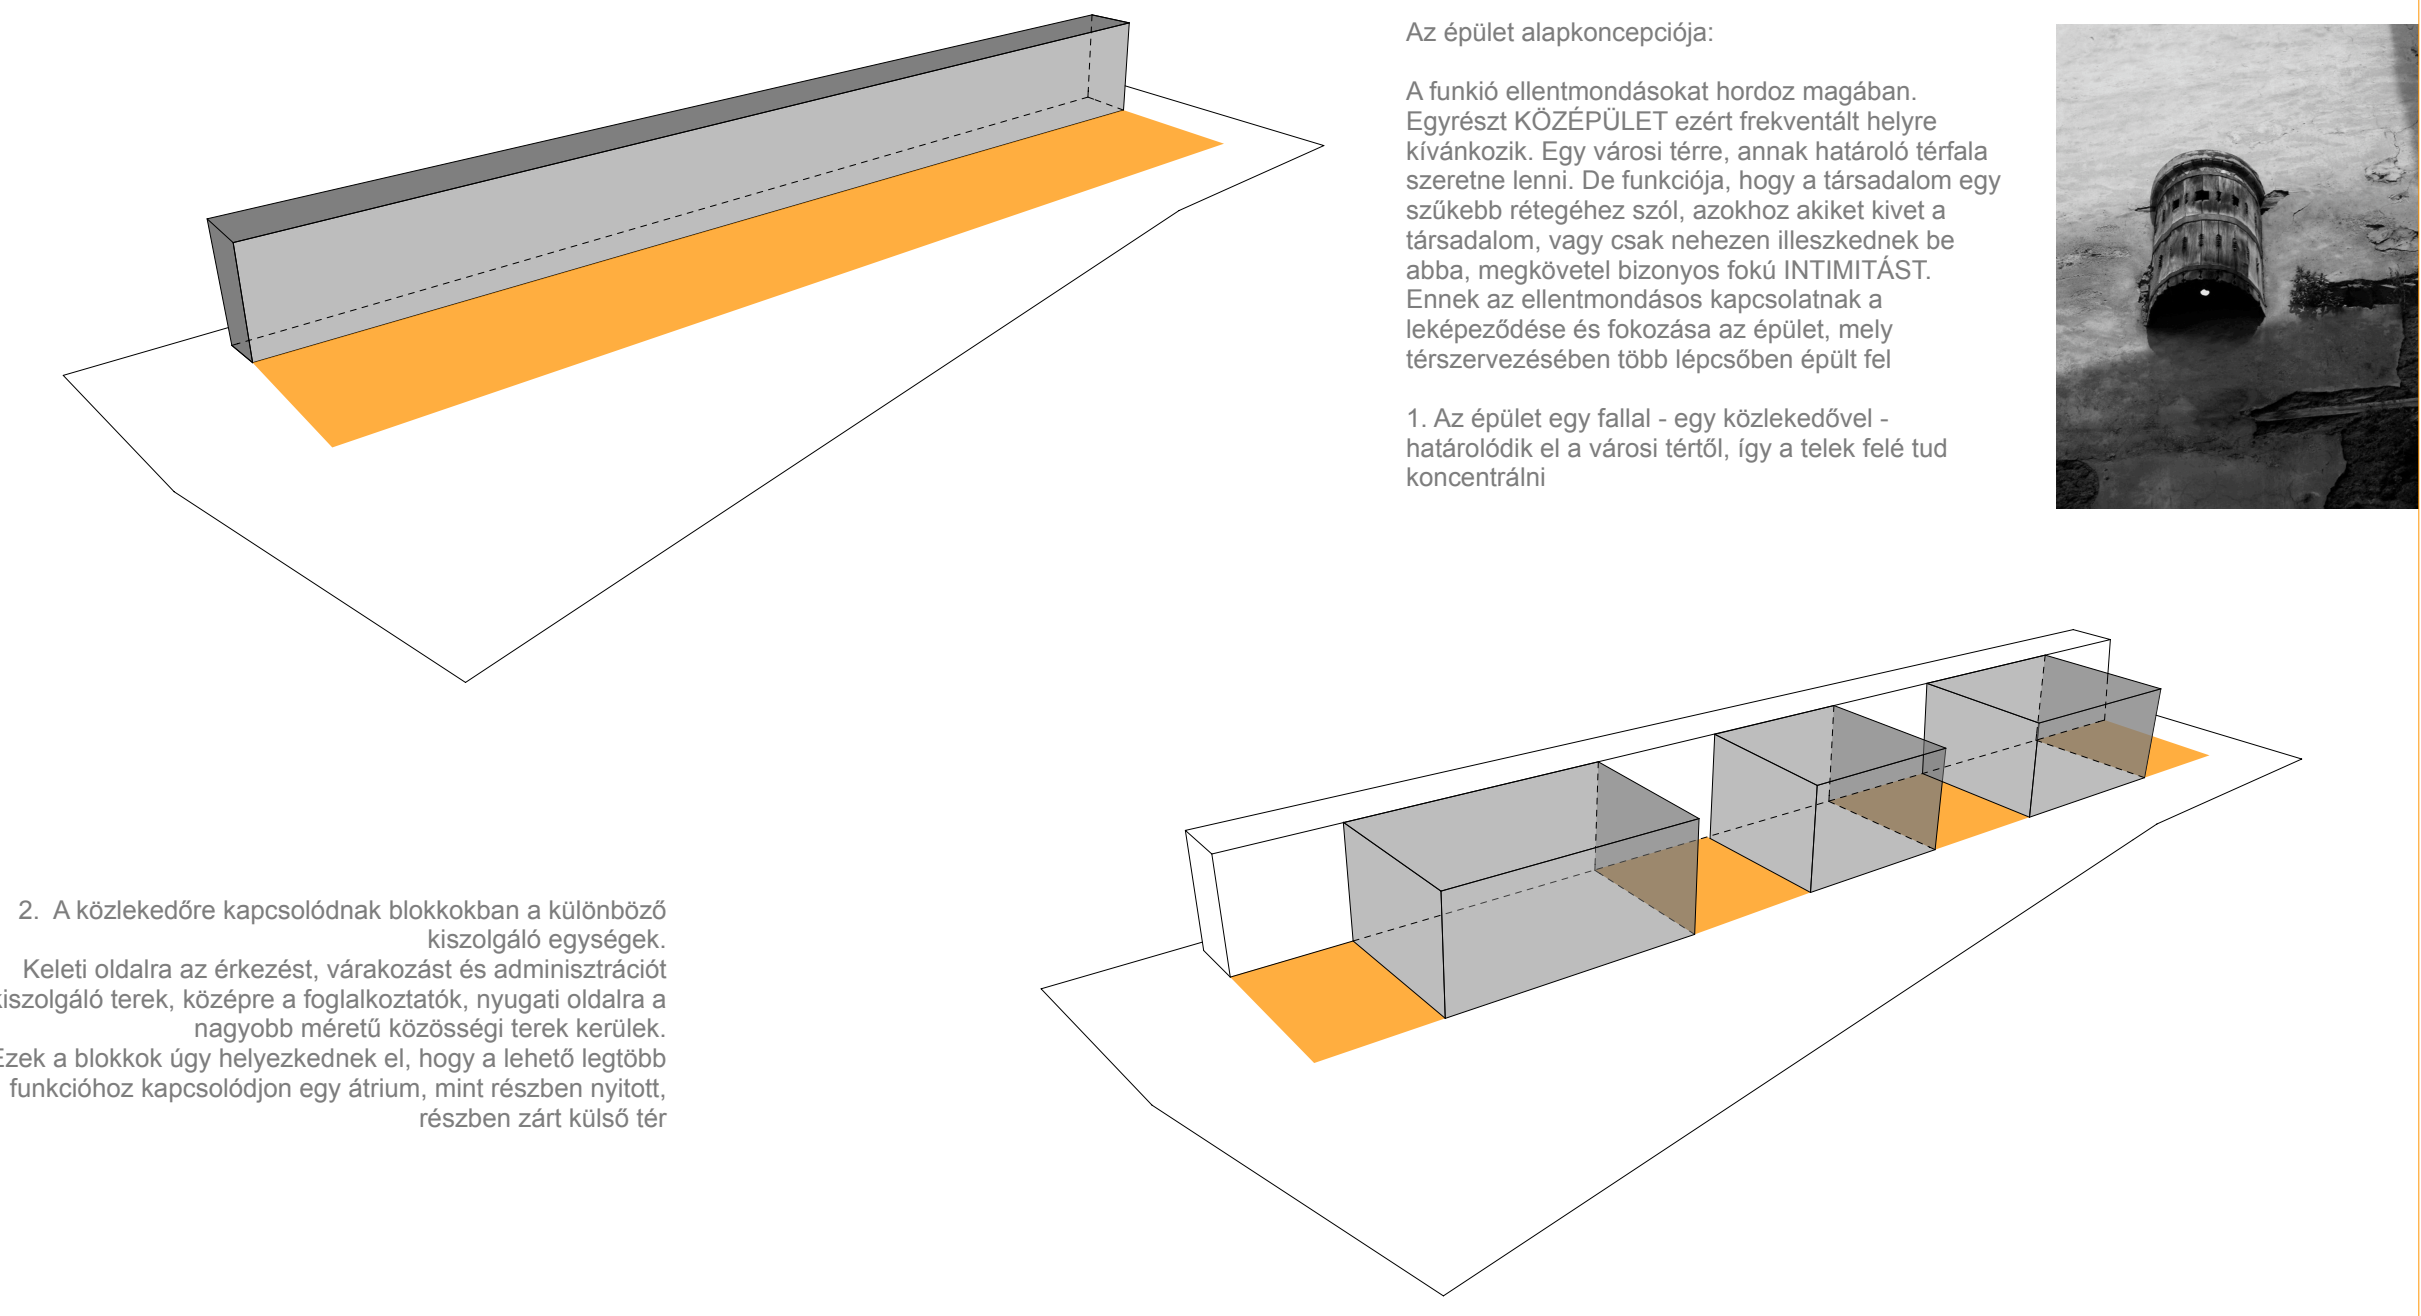 Az épület alapkoncepciója:
A funkió ellentmondásokat hordoz magában.
Egyrészt KÖZÉPÜLET ezért frekventált helyre
kívánkozik. Egy városi térre, annak határoló térfala
szeretne lenni. De funkciója, hogy a társadalom egy
szűkebb rétegéhez szól, azokhoz akiket kivet a
társadalom, vagy csak nehezen illeszkednek be
abba, megkövetel bizonyos fokú INTIMITÁST.
Ennek az ellentmondásos kapcsolatnak a
leképeződése és fokozása az épület, mely
térszervezésében több lépcsőben épült fel
1. Az épület egy fallal - egy közlekedővel -
határolódik el a városi tértől, így a telek felé tud
koncentrálni
2. A közlekedőre kapcsolódnak blokkokban a különböző
kiszolgáló egységek.
Keleti oldalra az érkezést, várakozást és adminisztrációt
kiszolgáló terek, középre a foglalkoztatók, nyugati oldalra a
nagyobb méretű közösségi terek kerülek.
Ezek a blokkok úgy helyezkednek el, hogy a lehető legtöbb
funkcióhoz kapcsolódjon egy átrium, mint részben nyitott,
részben zárt külső tér